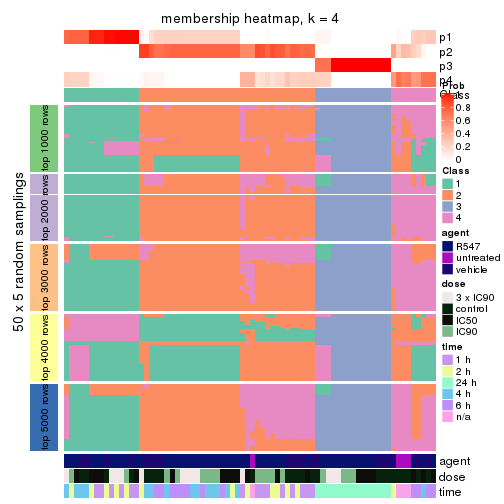 membership heatmap, k = 4
p1
p2
p3
p4
Class
50 x 5 random samplings
top 1000 rows
top 2000 rows
top 3000 rows
top 4000 rows
top 5000 rows
agent
dose
time
Prob
0.8
0.6
0.4
0.2
0
Class
1
2
3
4
agent
R547
untreated
vehicle
dose
3 x IC90
control
IC50
IC90
time
1 h
2 h
24 h
4 h
6 h
n/a